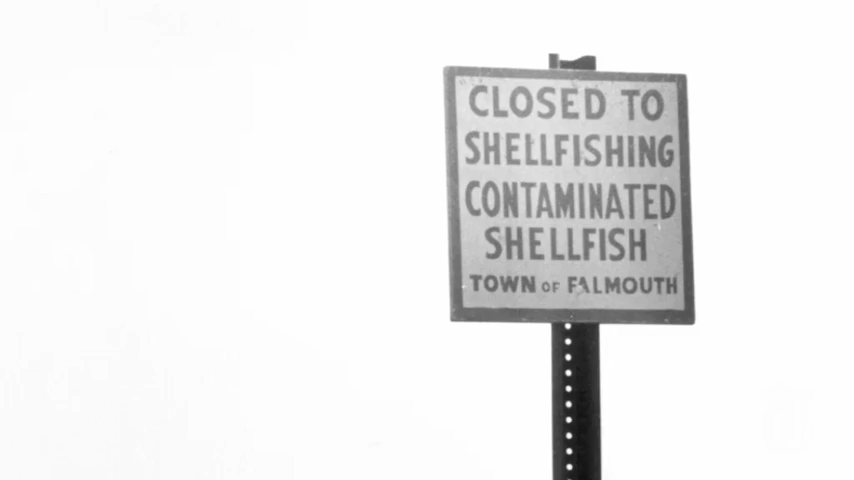 CLOSED TO
SHELLFISHING
CONTAMINATED
SHELLFISH
TOWN OF FALMOUTH